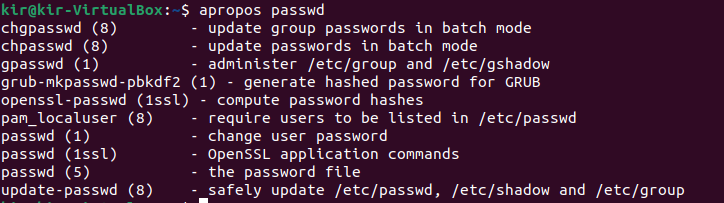 kir@kir-VirtualBox:~$ apropos passwd
chgpasswd (8)        - update group passwords in batch mode
chpasswd (8)         - update passwords in batch mode
gpasswd (1)          - administer /etc/group and /etc/gshadow
grub-mkpasswd-pbkdf2 (1) - generate hashed password for GRUB
openssl-passwd (1ssl) - compute password hashes
pam_localuser (8)    - require users to be listed in /etc/passwd
passwd (1)           - change user password
passwd (1ssl)        - OpenSSL application commands
passwd (5)           - the password file
update-passwd (8)    - safely update /etc/passwd, /etc/shadow and /etc/group